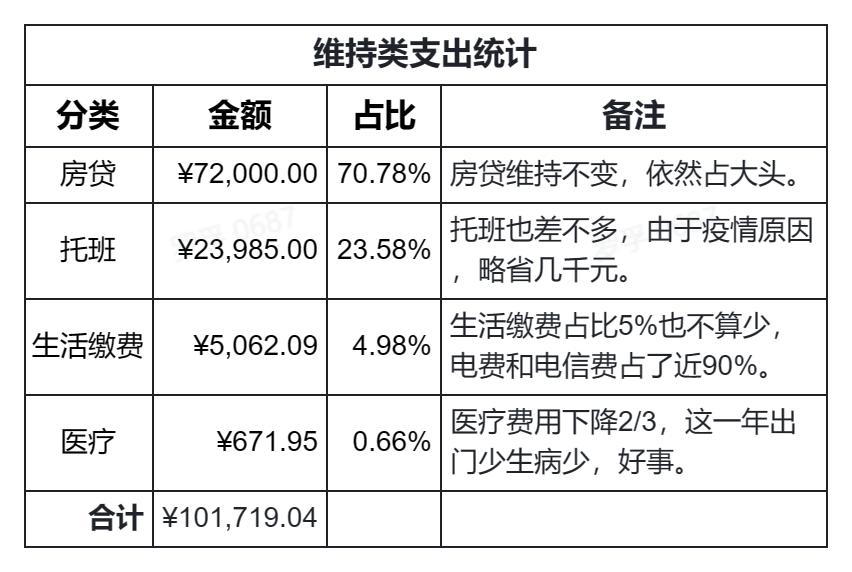 维持类支出统计
分类 金额 占比 备注
房贷 ¥72,000.00 70.78% 房贷维持不变，依然占大头。
托班 ¥23,985.00 23.58% 托班也差不多，由于疫情原因
，略省几千元。
生活缴费 ¥5,062.09 4.98% 生活缴费占比5%也不算少，
电费和电信费占了近90%。
医疗 ¥671.95 0.66% 医疗费用下降2/3，这一年出
门少生病少，好事。
合计 ¥101,719.04